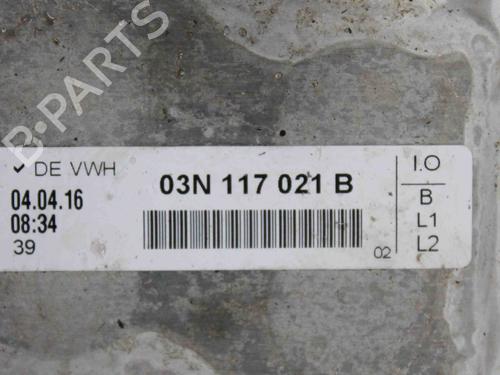 B-PARTS
✓ DE VWH
03N 117 021 B
I.O
04.04.16
B
08:34
L1
39
02
L2